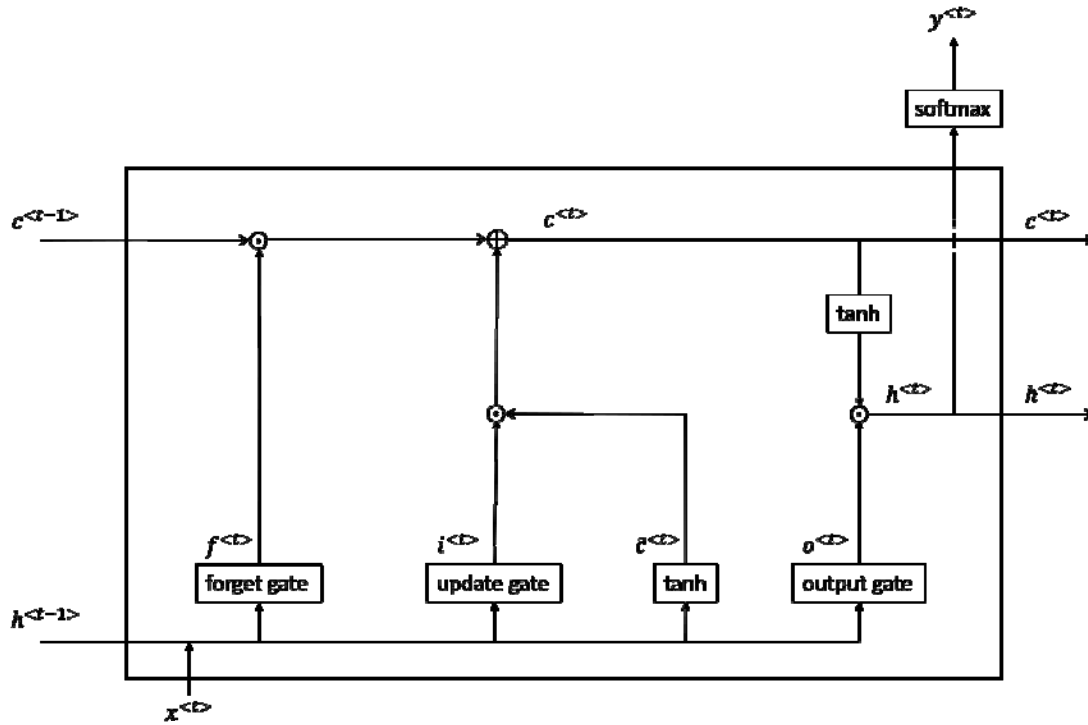 y<t>
softmax
c<t-1>
c<t>
c<t>
tanh
h<t>
h<t>
f<t>
i<t>
c̃<t>
o<t>
forget gate
update gate
tanh
output gate
h<t-1>
x<t>